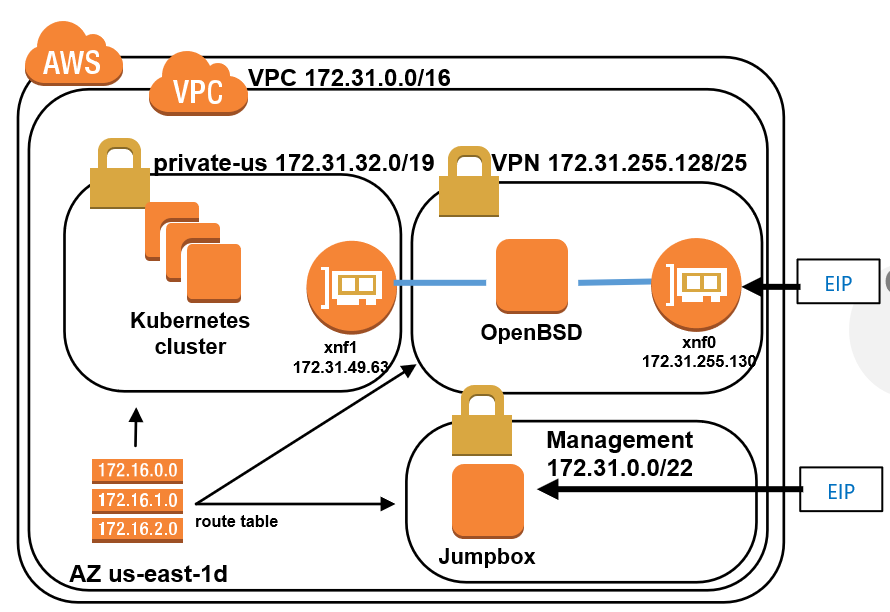 AWS
VPC
VPC 172.31.0.0/16
private-us 172.31.32.0/19
VPN 172.31.255.128/25
Kubernetes
cluster
xnf1
172.31.49.63
OpenBSD
xnf0
172.31.255.130
EIP
172.16.0.0
172.16.1.0
172.16.2.0
route table
Management
172.31.0.0/22
Jumpbox
EIP
AZ us-east-1d